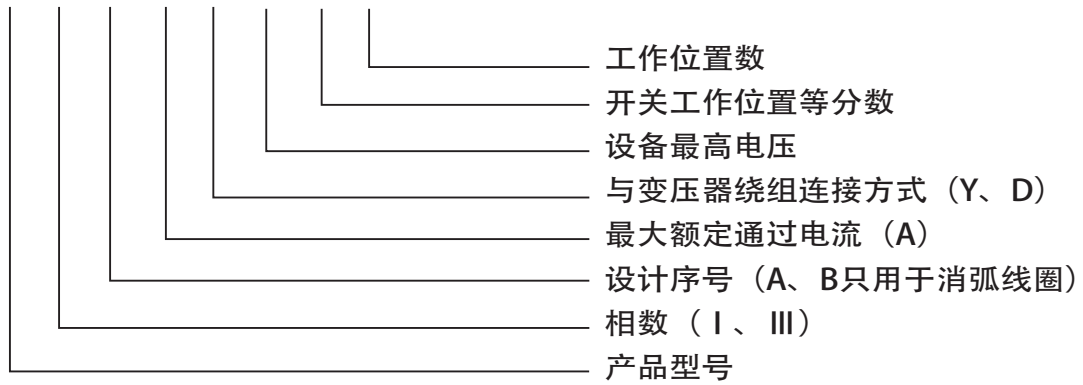 工作位置数
开关工作位置等分数
设备最高电压
与变压器绕组连接方式（Y、D）
最大额定通过电流（A）
设计序号（A、B只用于消弧线圈）
相数（Ⅰ、Ⅲ）
产品型号